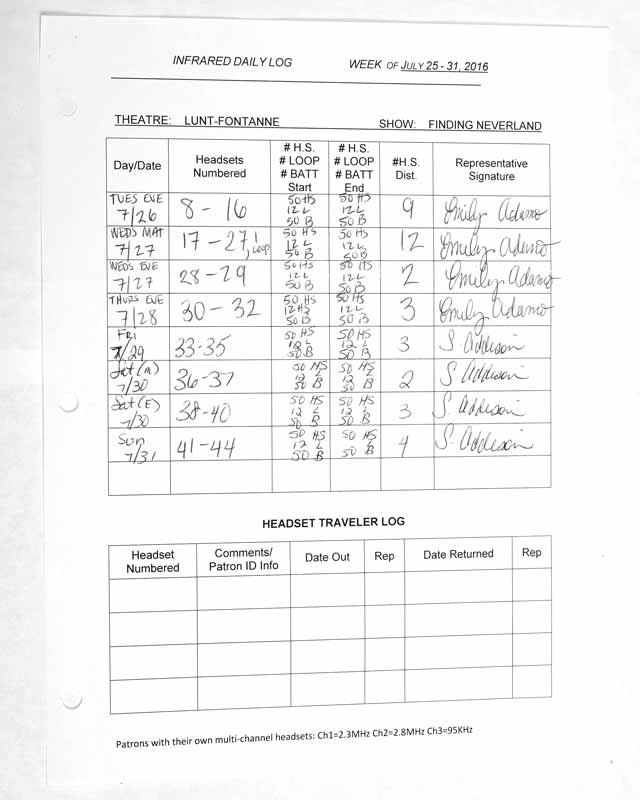 INFRARED DAILY LOG WEEK OF JULY 25 - 31, 2016
THEATRE: LUNT-FONTANNE SHOW: FINDING NEVERLAND
Day/Date Headsets Numbered # H.S. # LOOP # BATT Start # H.S. # LOOP # BATT End #H.S. Dist. Representative Signature
TUES EVE 7/26 8 - 16 50 HS 12 L 50 B 50 HS 12 L 50 B 9 Emily Adamo
WEDS MAT 7/27 17 - 27, 1 LOOP 50 HS 12 L 50 B 50 HS 12 L 50 B 12 Emily Adamo
WEDS EVE 7/27 28 - 29 50 HS 12 L 50 B 50 HS 12 L 50 B 2 Emily Adamo
THURS EVE 7/28 30 - 32 50 HS 50 B 50 HS 12 L 50 B 3 Emily Adamo
FRI 7/29 33-35 50 HS 12 L 50 B 50 HS 12 L 50 B 3 S. Addison
Sat (m) 7/30 36-37 50 HS 12 L 50 B 50 HS 12 L 50 B 2 S. Addison
Sat (E) 7/30 38-40 50 HS 12 L 50 B 50 HS 12 L 50 B 3 S. Addison
Sun 7/31 41-44 50 HS 12 L 50 B 50 HS 12 L 50 B 4 S. Addison
HEADSET TRAVELER LOG
Headset Numbered Comments/ Patron ID Info Date Out Rep Date Returned Rep
Patrons with their own multi-channel headsets: Ch1=2.3MHz Ch2=2.8MHz Ch3=95KHz